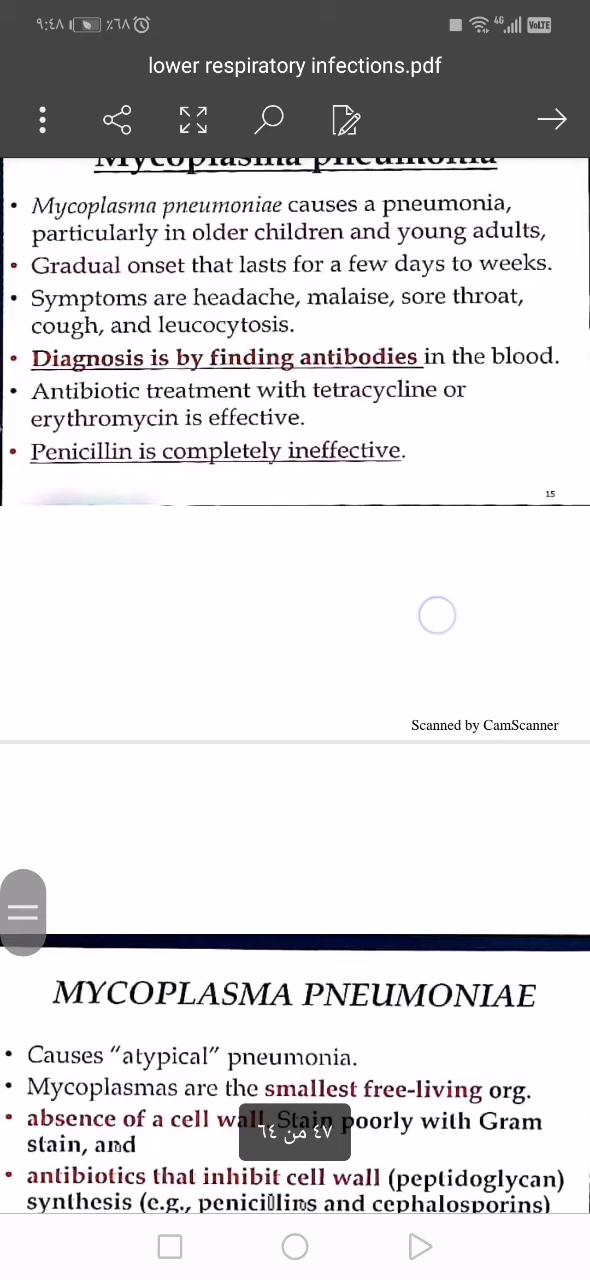 ٩:٤٨
٪٦٨
4G
VoLTE
lower respiratory infections.pdf
Mycoplasma pneumonia
• Mycoplasma pneumoniae causes a pneumonia,
particularly in older children and young adults,
• Gradual onset that lasts for a few days to weeks.
• Symptoms are headache, malaise, sore throat,
cough, and leucocytosis.
• Diagnosis is by finding antibodies in the blood.
• Antibiotic treatment with tetracycline or
erythromycin is effective.
• Penicillin is completely ineffective.
15
Scanned by CamScanner
MYCOPLASMA PNEUMONIAE
• Causes “atypical” pneumonia.
• Mycoplasmas are the smallest free-living org.
• absence of a cell wall. Stain poorly with Gram
stain, and
٤٧ من ٦٤
• antibiotics that inhibit cell wall (peptidoglycan)
synthesis (e.g., penicillins and cephalosporins)